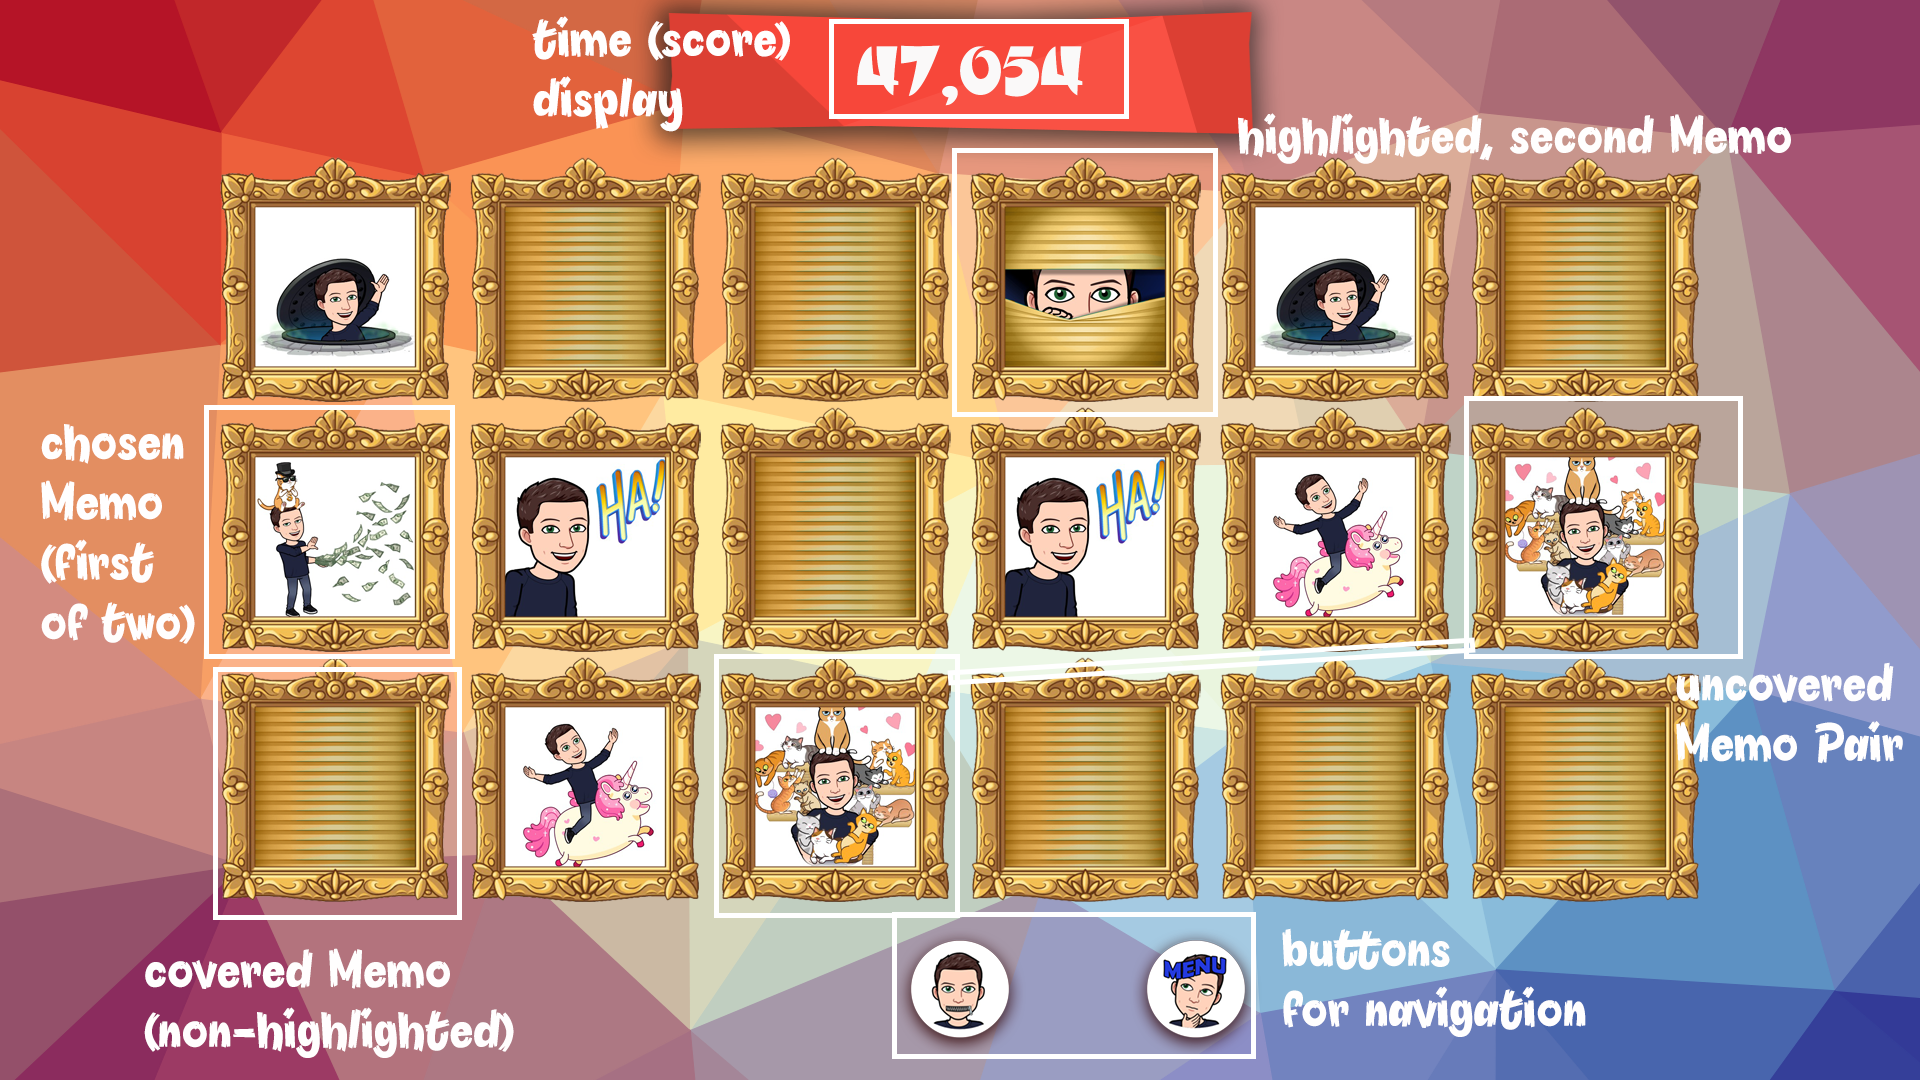 time (score)
display
47,054
highlighted, second Memo
chosen
Memo
(first
of two)
HA!
HA!
uncovered
Memo Pair
covered Memo
(non-highlighted)
MENU
buttons
for navigation